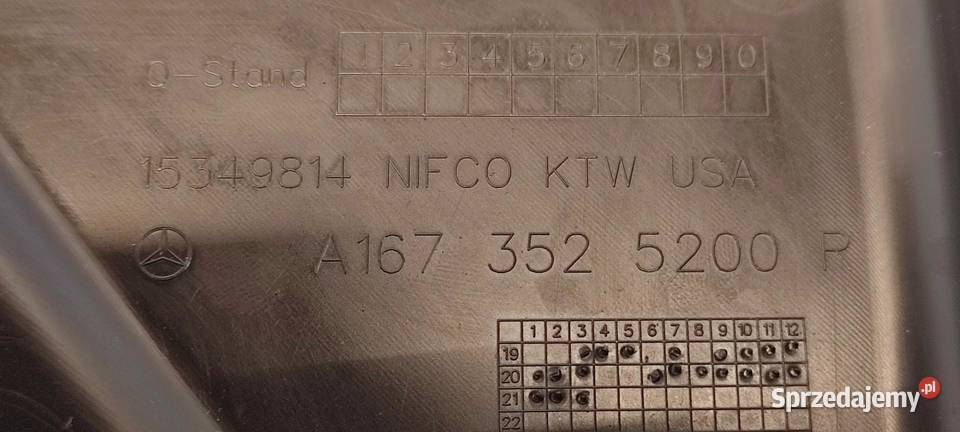 1 2 3 4 5 6 7 8 9 0
Q-Stand
15349814 NIFCO KTW USA
A167 352 5200 P
1 2 3 4 5 6 7 8 9 10 11 12
19
20
21
22
Sprzedajemy.pl